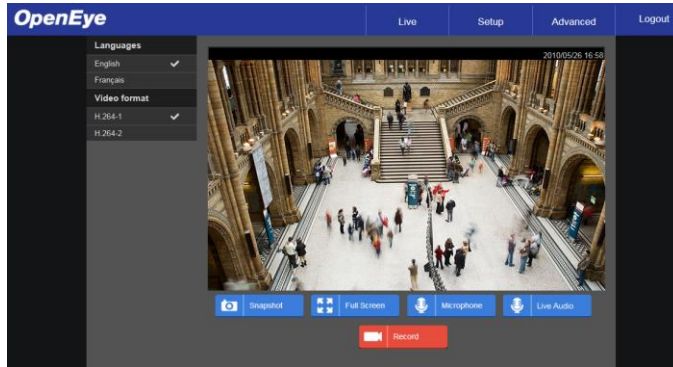 OpenEye
Live
Setup
Advanced
Logout
Languages
English
Français
Video format
H.264-1
H.264-2
2010/05/26 16:58
Snapshot
Full Screen
Microphone
Live Audio
Record